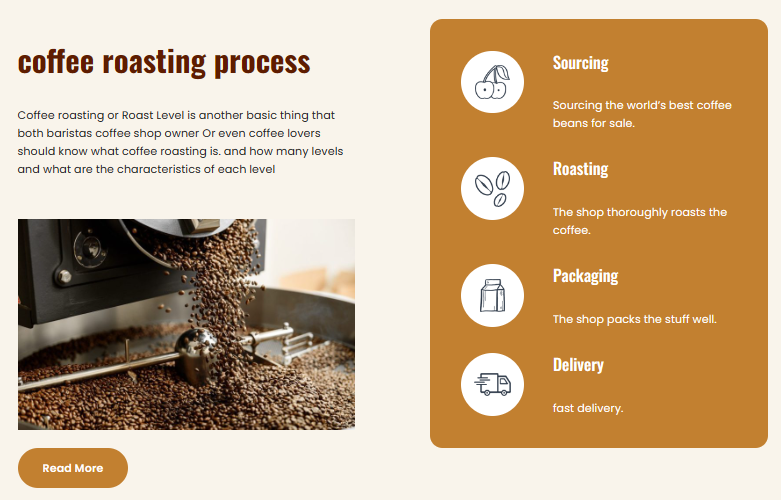 coffee roasting process
Coffee roasting or Roast Level is another basic thing that
both baristas coffee shop owner Or even coffee lovers
should know what coffee roasting is. and how many levels
and what are the characteristics of each level
Read More
Sourcing
Sourcing the world's best coffee
beans for sale.
Roasting
The shop thoroughly roasts the
coffee.
Packaging
The shop packs the stuff well.
Delivery
fast delivery.